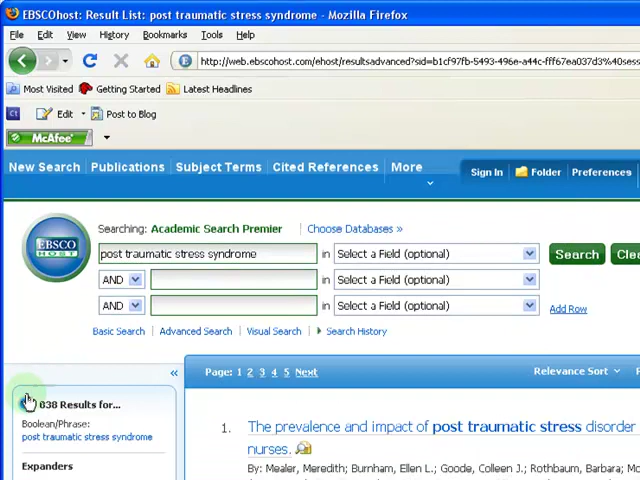 EBSCOhost: Result List: post traumatic stress syndrome - Mozilla Firefox
File Edit View History Bookmarks Tools Help
http://web.ebscohost.com/ehost/resultsadvanced?sid=b1cf97fb-5493-496e-a44c-fff67ea037d3%40ses
Most Visited Getting Started Latest Headlines
Edit Post to Blog
McAfee
New Search Publications Subject Terms Cited References More
Sign In Folder Preferences
Searching: Academic Search Premier Choose Databases »
EBSCO
HOST
post traumatic stress syndrome in Select a Field (optional) Search Clea
AND in Select a Field (optional)
AND in Select a Field (optional) Add Row
Basic Search Advanced Search Visual Search Search History
«
Page: 1 2 3 4 5 Next Relevance Sort
838 Results for...
Boolean/Phrase:
post traumatic stress syndrome
Expanders
1. The prevalence and impact of post traumatic stress disorder
nurses.
By: Mealer, Meredith; Burnham, Ellen L.; Goode, Colleen J.; Rothbaum, Barbara; Mo